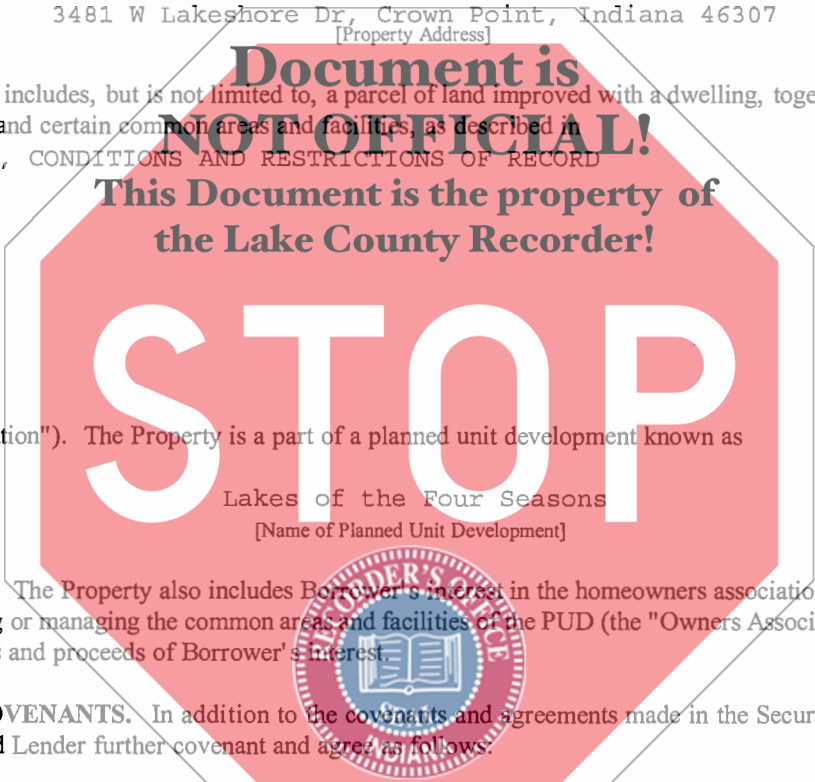 3481 W Lakeshore Dr, Crown Point, Indiana 46307
[Property Address]
Document is
includes, but is not limited to, a parcel of land improved with a dwelling, toge
and certain common areas and facilities, as described in
NOT OFFICIAL!
, CONDITIONS AND RESTRICTIONS OF RECORD
This Document is the property of
the Lake County Recorder!
STOP
tion"). The Property is a part of a planned unit development known as
Lakes of the Four Seasons
[Name of Planned Unit Development]
RECORDER'S OFFICE
The Property also includes Borrower's interest in the homeowners associatio
g or managing the common areas and facilities of the PUD (the "Owners Associ
s and proceeds of Borrower's interest.
SEAL
OVENANTS. In addition to the covenants and agreements made in the Secur
d Lender further covenant and agree as follows:
INDIANA